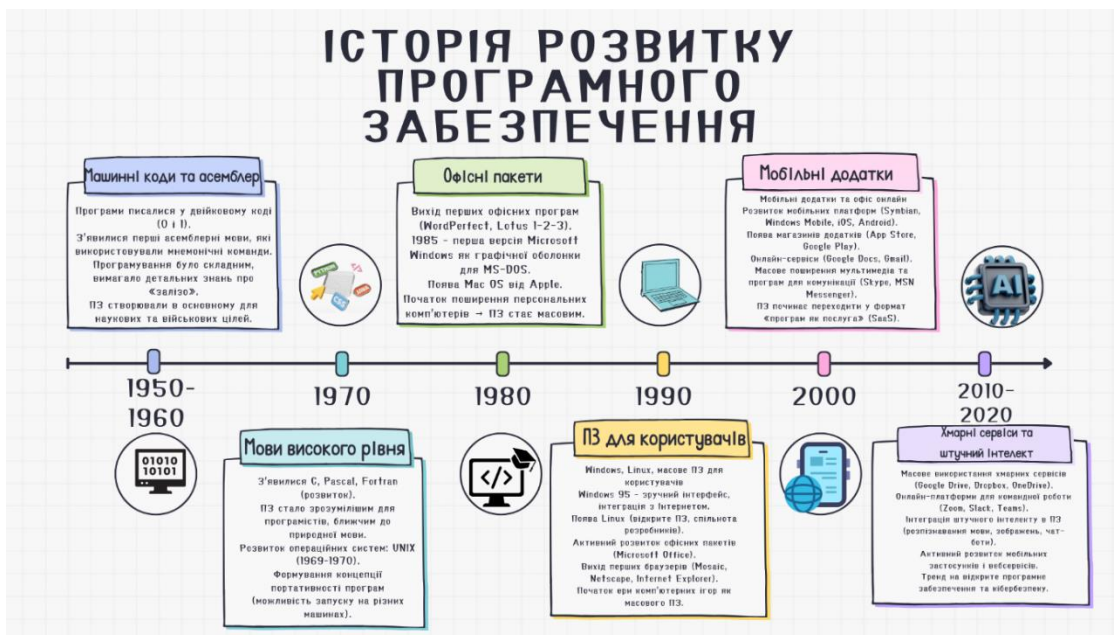 ІСТОРІЯ РОЗВИТКУ
ПРОГРАМНОГО
ЗАБЕЗПЕЧЕННЯ
Машинні коди та асемблер
Програми писалися у двійковому коді
(0 і 1).
З'явилися перші асемблерні мови, які
використовували мнемонічні команди.
Програмування було складним,
вимагало детальних знань про
«залізо».
ПЗ створювали в основному для
наукових та військових цілей.
PYTHON
CSS
Офісні пакети
Вихід перших офісних програм
(WordPerfect, Lotus 1-2-3).
1985 - перша версія Microsoft
Windows як графічної оболонки
для MS-DOS.
Поява Mac OS від Apple.
Початок поширення персональних
комп'ютерів → ПЗ стає масовим.
Мобільні додатки
Мобільні додатки та офіс онлайн
Розвиток мобільних платформ (Symbian,
Windows Mobile, iOS, Android).
Поява магазинів додатків (App Store,
Google Play).
Онлайн-сервіси (Google Docs, Gmail).
Масове поширення мультимедіа та
програм для комунікації (Skype, MSN
Messenger).
ПЗ починає переходити у формат
«програм як послуга» (SaaS).
AI
1950-
1960
1970
1980
1990
2000
2010-
2020
01010
10101
Мови високого рівня
З'явилися C, Pascal, Fortran
(розвиток).
ПЗ стало зрозумілішим для
програмістів, ближчим до
природної мови.
Розвиток операційних систем: UNIX
(1969-1970).
Формування концепції
портативності програм
(можливість запуску на різних
машинах).
</>
ПЗ для користувачів
Windows, Linux, масове ПЗ для
користувачів
Windows 95 - зручний інтерфейс,
інтеграція з Інтернетом.
Поява Linux (відкрите ПЗ, спільнота
розробників).
Активний розвиток офісних пакетів
(Microsoft Office).
Вихід перших браузерів (Mosaic,
Netscape, Internet Explorer).
Початок ери комп'ютерних ігор як
масового ПЗ.
Хмарні сервіси та
штучний інтелект
Масове використання хмарних сервісів
(Google Drive, Dropbox, OneDrive).
Онлайн-платформи для командної роботи
(Zoom, Slack, Teams).
Інтеграція штучного інтелекту в ПЗ
(розпізнавання мови, зображень, чат-
боти).
Активний розвиток мобільних
застосунків і вебсервісів.
Тренд на відкрите програмне
забезпечення та кібербезпеку.